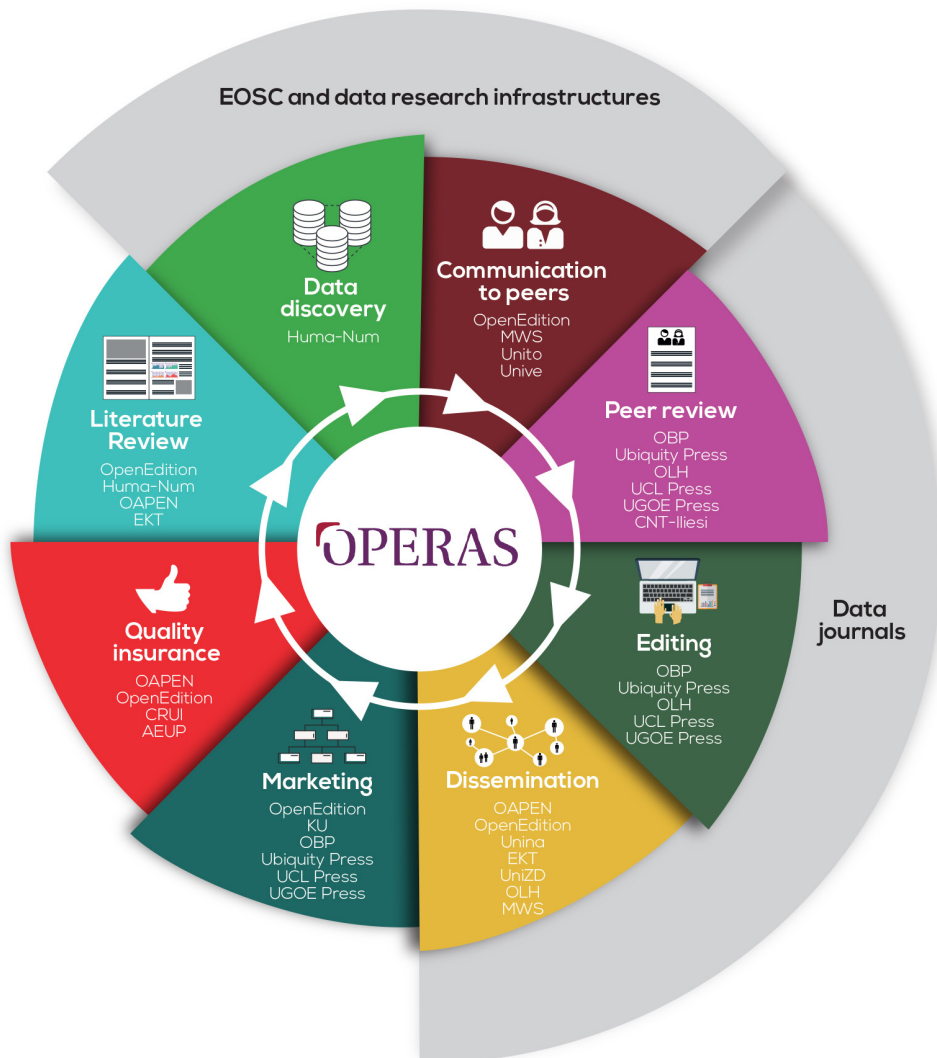 EOSC and data research infrastructures
Data
discovery
Huma-Num
Communication
to peers
OpenEdition
MWS
Unito
Unive
Peer review
OBP
Ubiquity Press
OLH
UCL Press
UGOE Press
CNT-Iliesi
Editing
OBP
Ubiquity Press
OLH
UCL Press
UGOE Press
Data
journals
Dissemination
OAPEN
OpenEdition
Unina
EKT
UniZD
OLH
MWS
Marketing
OpenEdition
KU
OBP
Ubiquity Press
UCL Press
UGOE Press
Quality
insurance
OAPEN
OpenEdition
CRUI
AEUP
Literature
Review
OpenEdition
Huma-Num
OAPEN
EKT
OPERAS